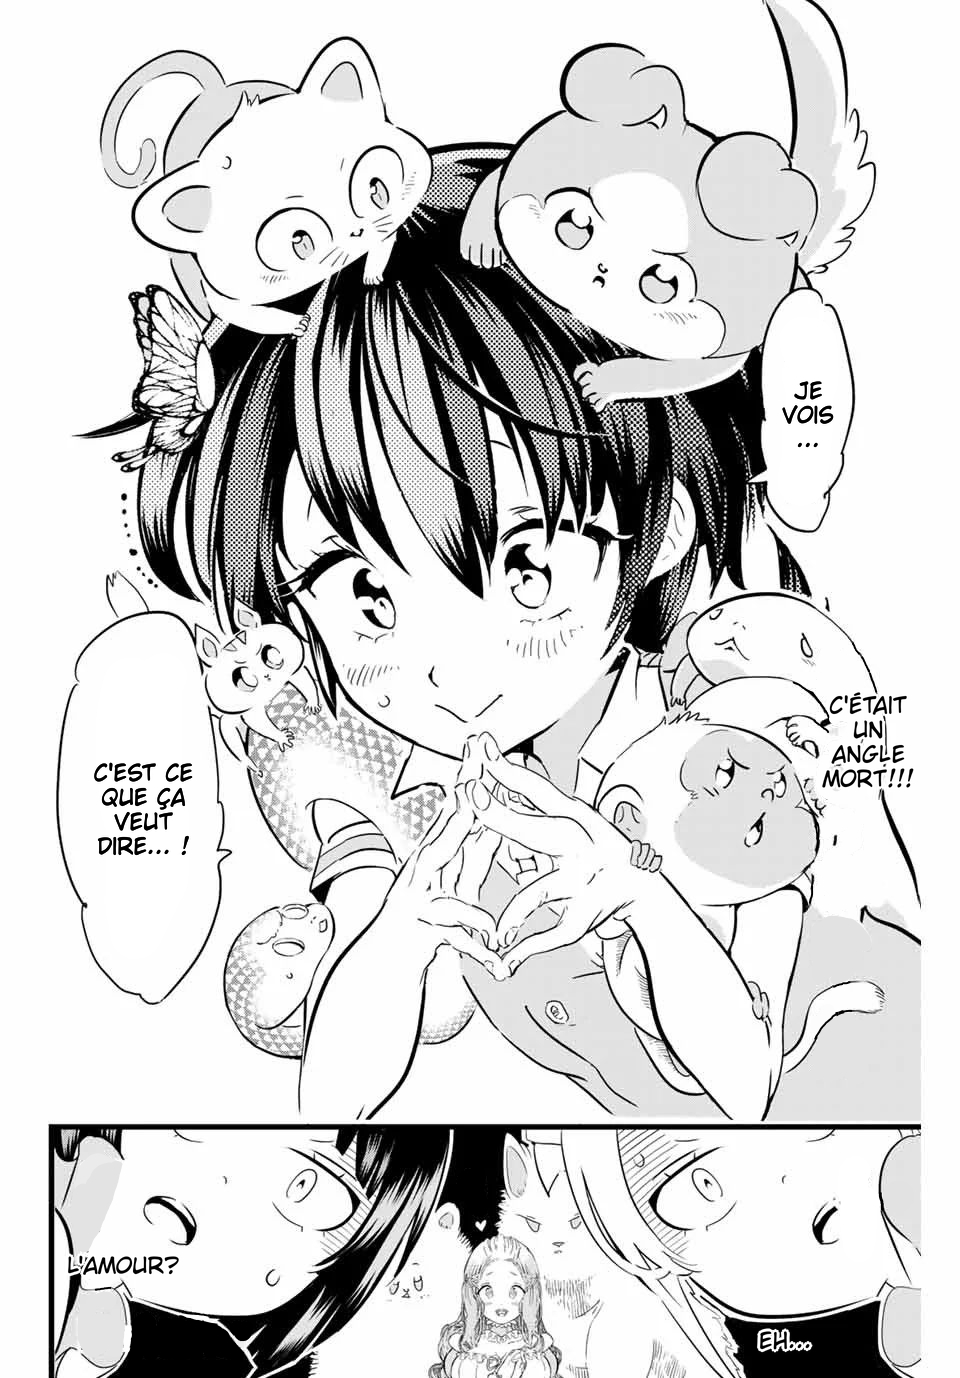 JE
VOIS
...
C'ÉTAIT
UN
ANGLE
MORT!!!
C'EST CE
QUE ÇA
VEUT
DIRE... !
L'AMOUR?
EH...